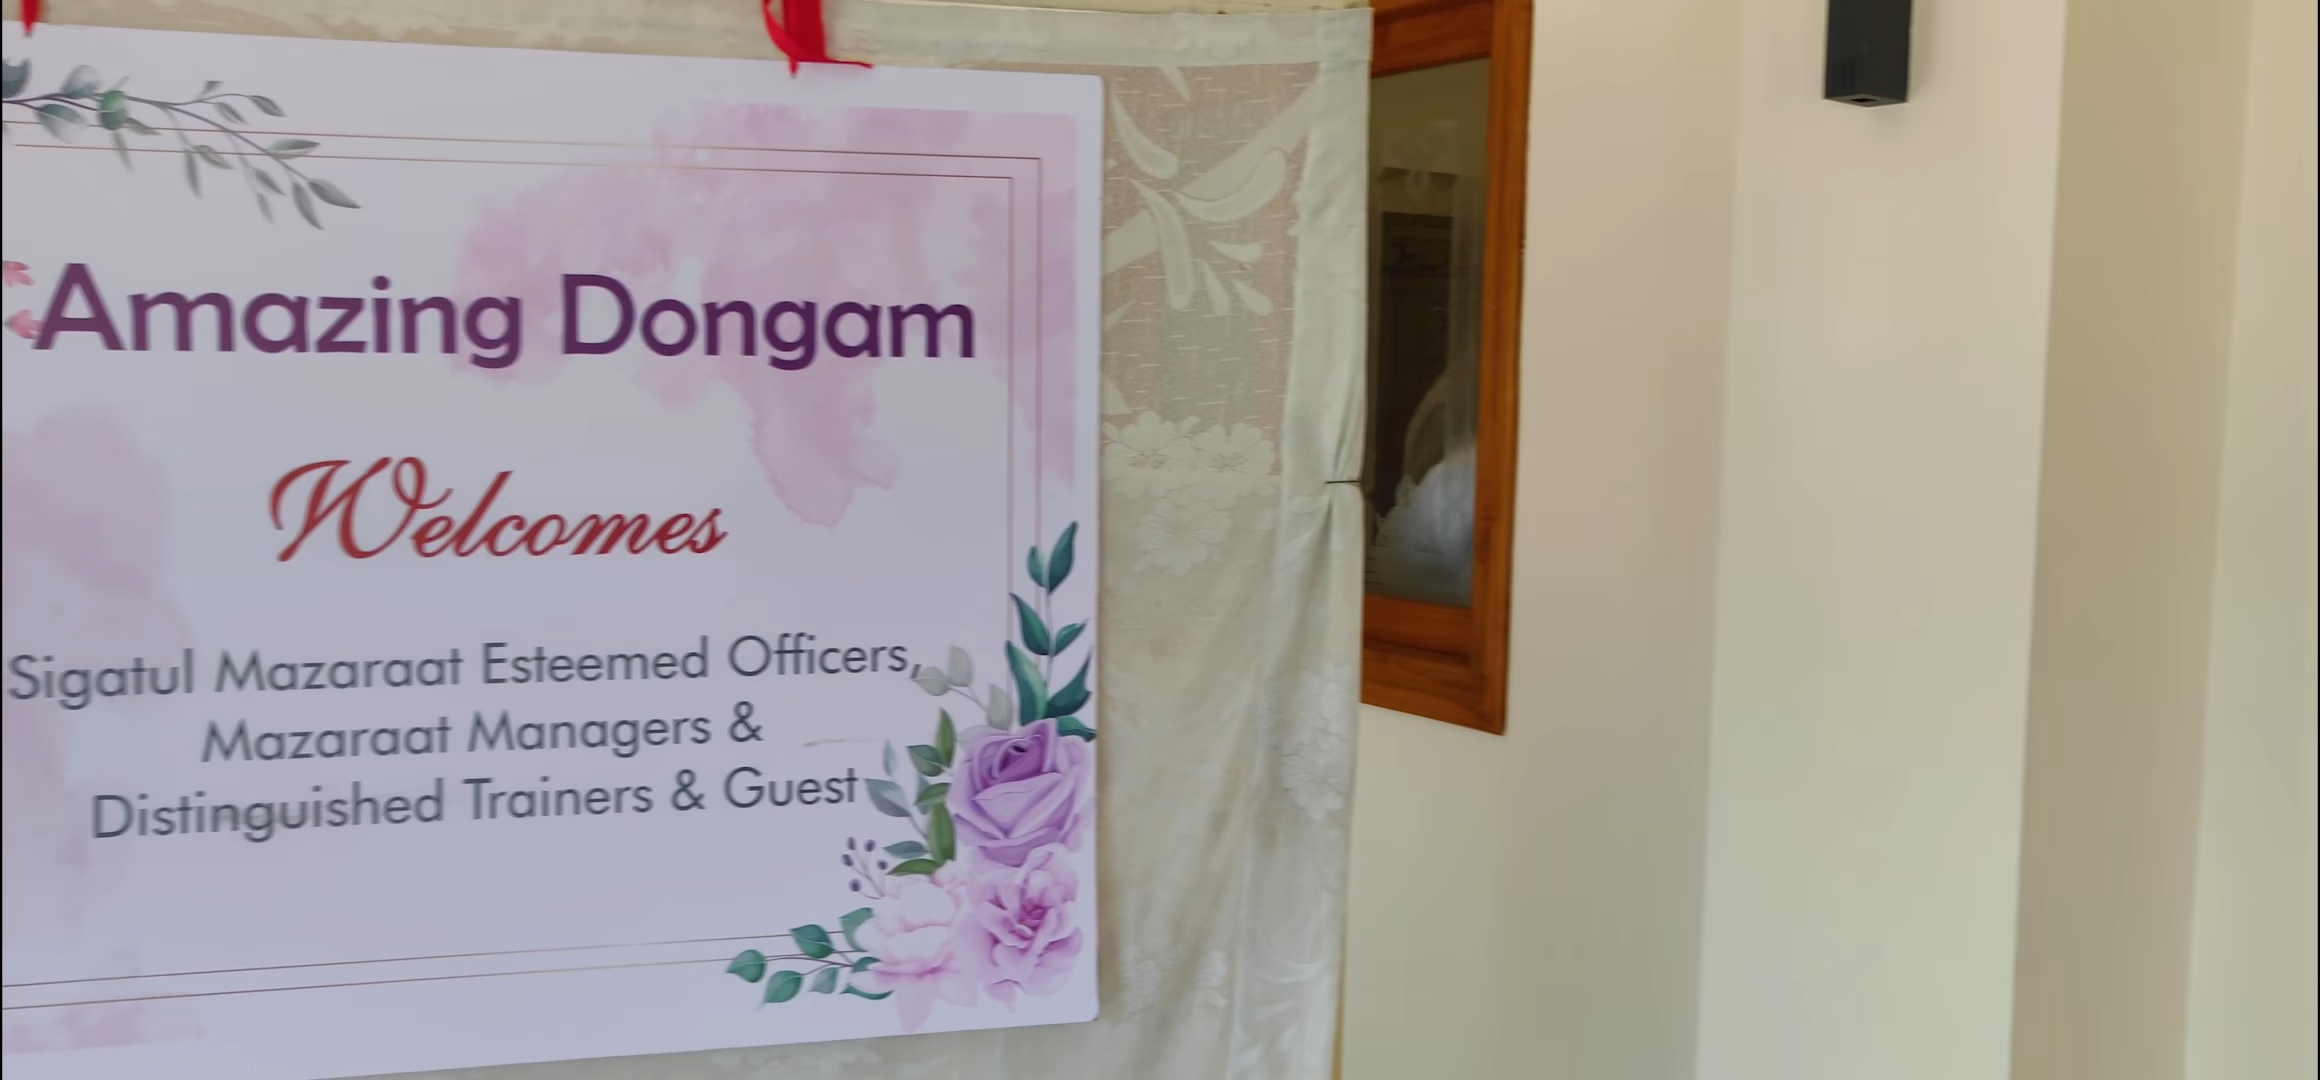 Amazing Dongam
Welcomes
Sigatul Mazaraat Esteemed Officers,
Mazaraat Managers &
Distinguished Trainers & Guest